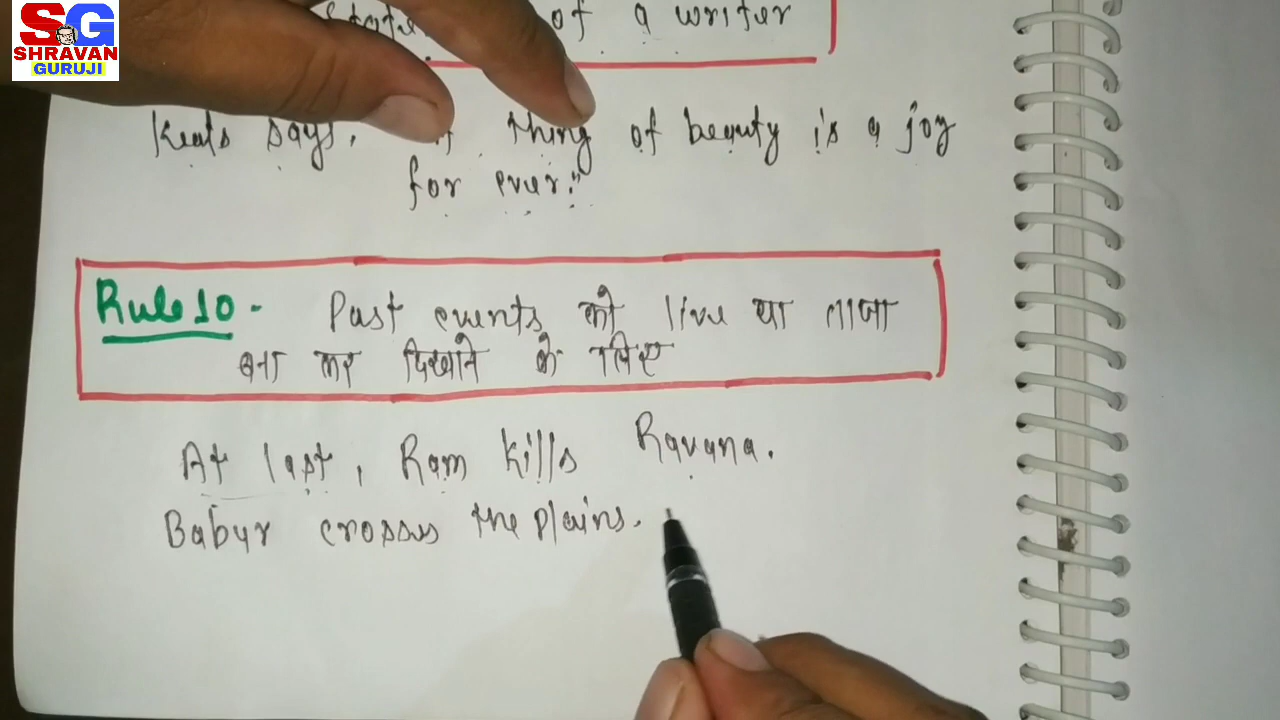 SG
SHRAVAN
GURUJI
of a writer
Keats says, thing of beauty is a joy
for ever."
Rule 10 - Past events को live या ताजा
बना कर दिखाने के लिए
At last, Ram kills Ravana.
Babur crosses the plains.